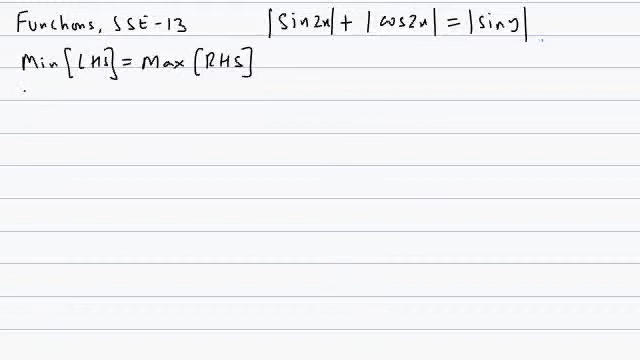 Functions, SSE-13 |sin2x| + |cos2x| = |siny|
Min [LHS] = Max [RHS]